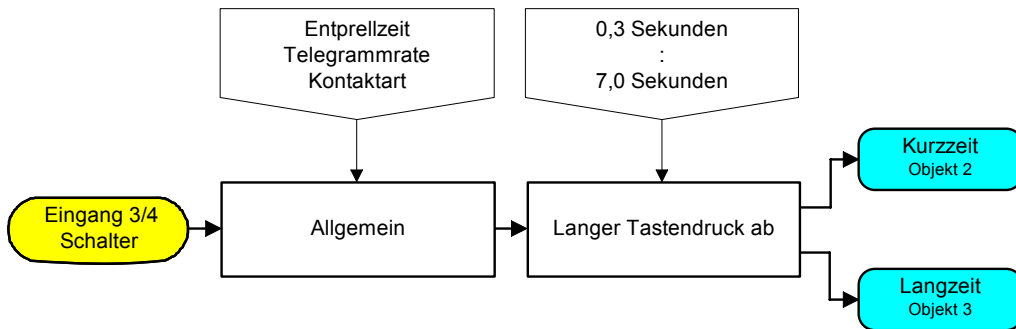 Entprellzeit
Telegrammrate
Kontaktart
0,3 Sekunden
:
7,0 Sekunden
Eingang 3/4
Schalter
Allgemein
Langer Tastendruck ab
Kurzzeit
Objekt 2
Langzeit
Objekt 3